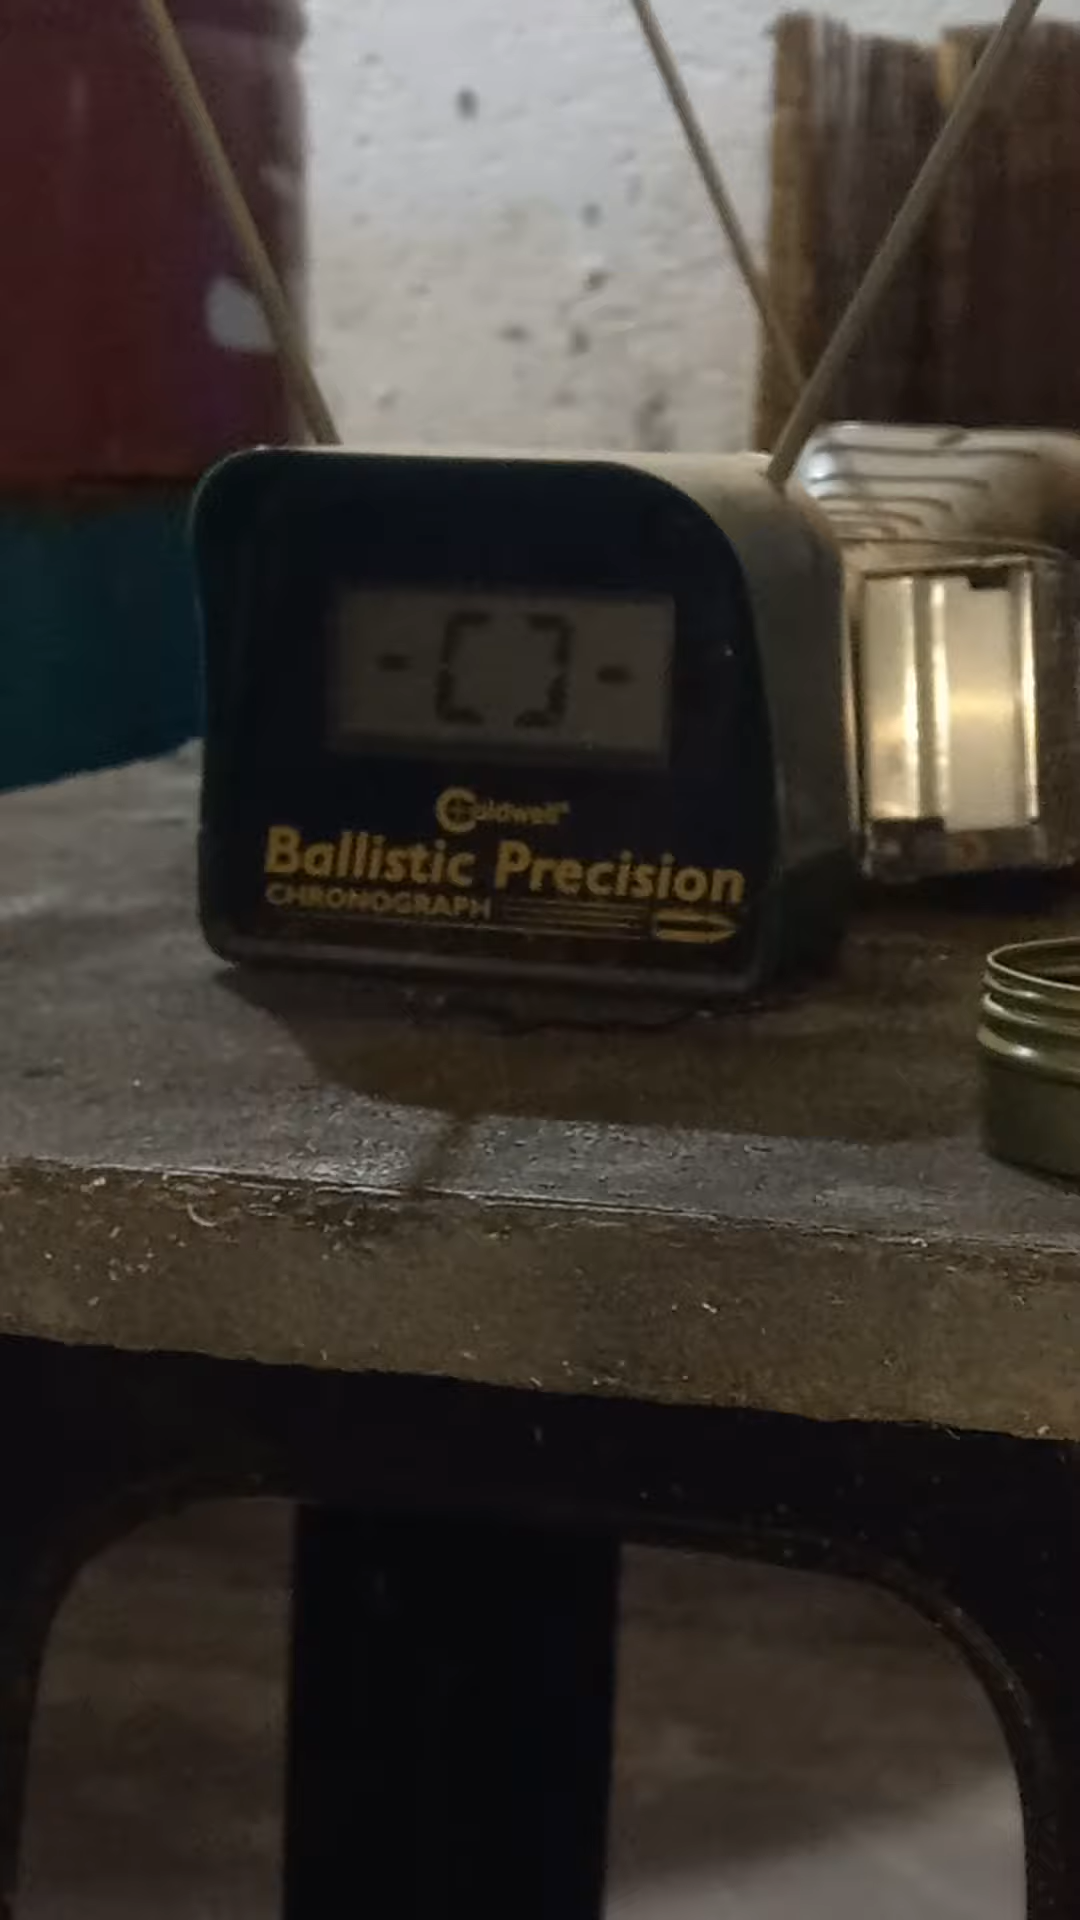 - [ ] -
Caldwell®
Ballistic Precision
CHRONOGRAPH